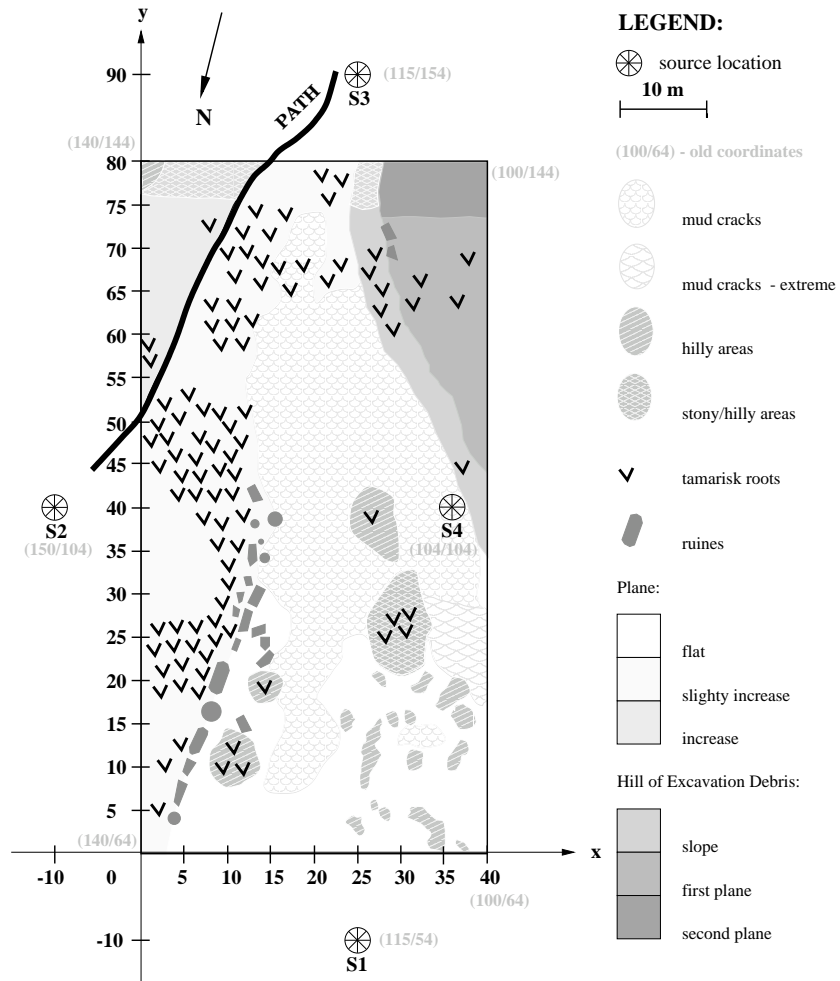 y
N
PATH
90
S3
(115/154)
(140/144)
80
(100/144)
75
70
65
60
55
50
45
40
S2
(150/104)
S4
(104/104)
35
30
25
20
15
10
5
(140/64)
x
-10 0 5 10 15 20 25 30 35 40
(100/64)
-10
(115/54)
S1
LEGEND:
source location
10 m
(100/64) - old coordinates
mud cracks
mud cracks - extreme
hilly areas
stony/hilly areas
tamarisk roots
ruines
Plane:
flat
slighty increase
increase
Hill of Excavation Debris:
slope
first plane
second plane